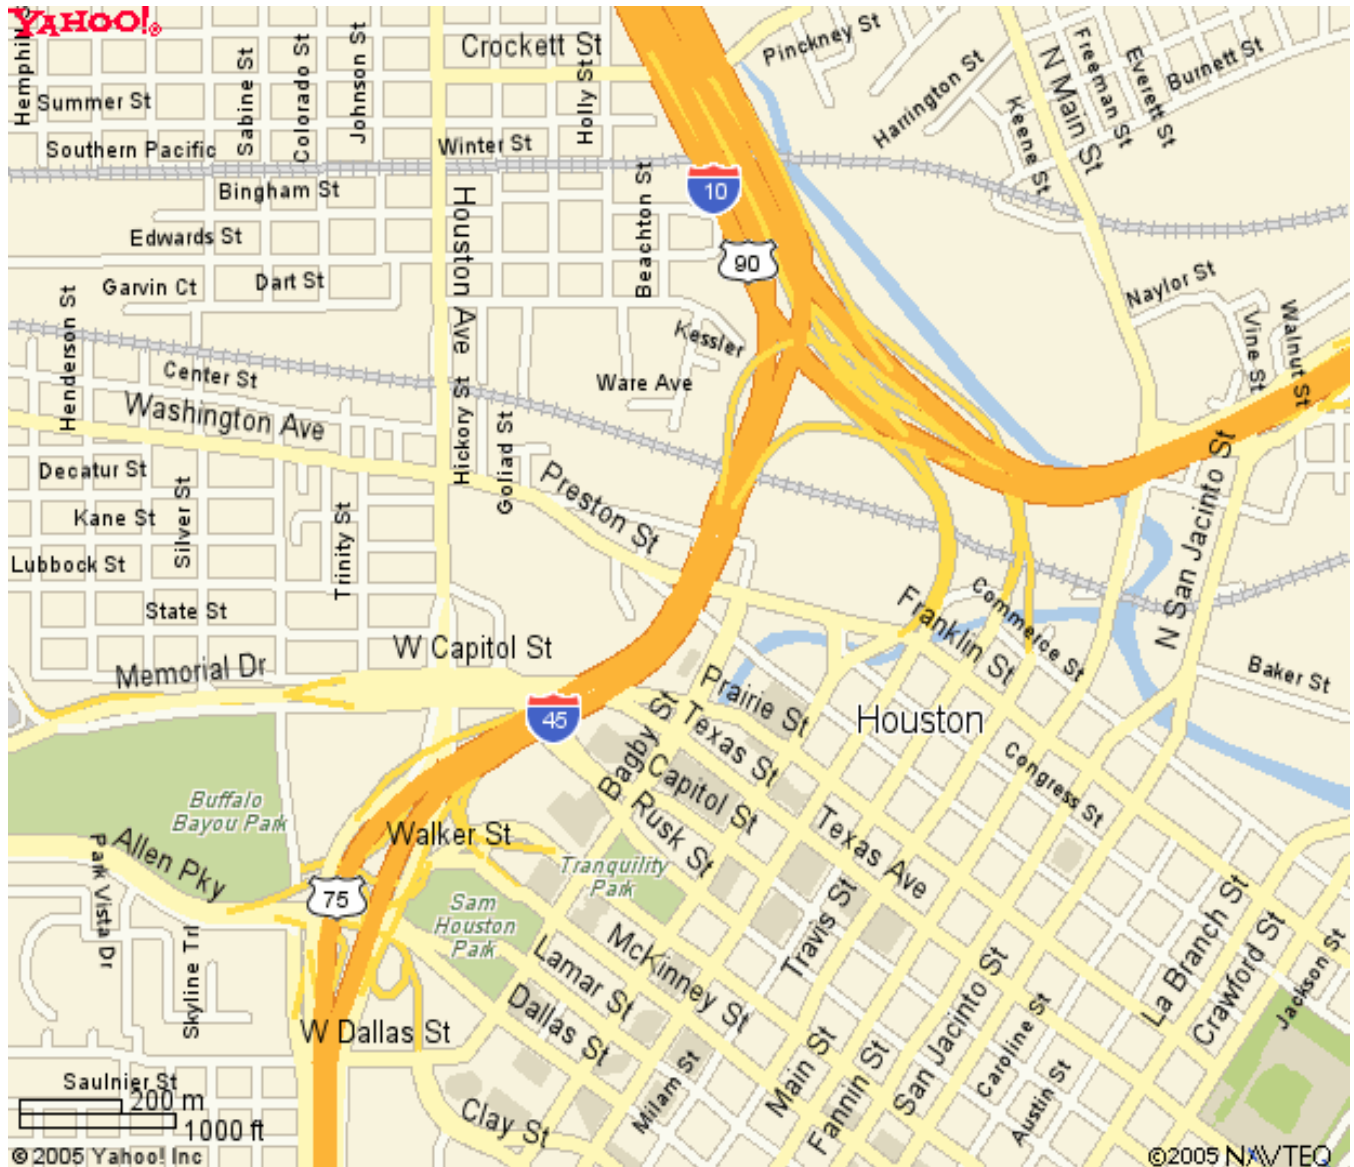 YAHOO!®
Hemphill S
Crockett St
Pinckney St
Sabine St
Colorado St
Johnson St
Holly St
N Main St
Freeman St
Everett St
Burnett St
Summer St
Harrington St
Keene St
Southern Pacific
Winter St
Bingham St
10
Beachton St
Houston Ave
Edwards St
90
Garvin Ct
Dart St
Naylor St
Henderson St
Kessler
Vine St
Walnut St
Center St
Ware Ave
Washington Ave
Hickory St
Goliad St
Decatur St
Silver St
Preston St
N San Jacinto St
Kane St
Trinity St
Lubbock St
State St
Franklin St
Commerce St
W Capitol St
Memorial Dr
Baker St
Prairie St
45
Bagby St
Texas St
Houston
Congress St
Capitol St
Buffalo
Bayou Park
Rusk St
Walker St
Texas Ave
Allen Pky
Park Vista Dr
Tranquility
Park
75
Sam
Houston
Park
Travis St
La Branch St
Crawford St
Jackson St
Skyline Trl
Lamar St
McKinney St
Dallas St
W Dallas St
San Jacinto St
Caroline St
Main St
Fannin St
Austin St
Milam St
Saulnier St
Clay St
200 m
1000 ft
©2005 Yahoo! Inc
©2005 NAVTEQ